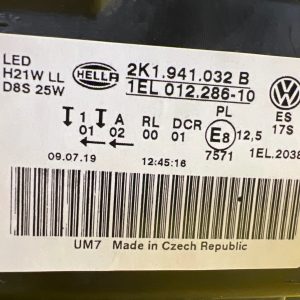 LED
H21W LL
D8S 25W
HELLA
2K1.941.032 B
1EL 012.286-10
1 A RL DCR PL
01 02 00 01 E8 12,5
7571
ES
17S
1EL.2038
09.07.19 12:45:16
UM7 Made in Czech Republic